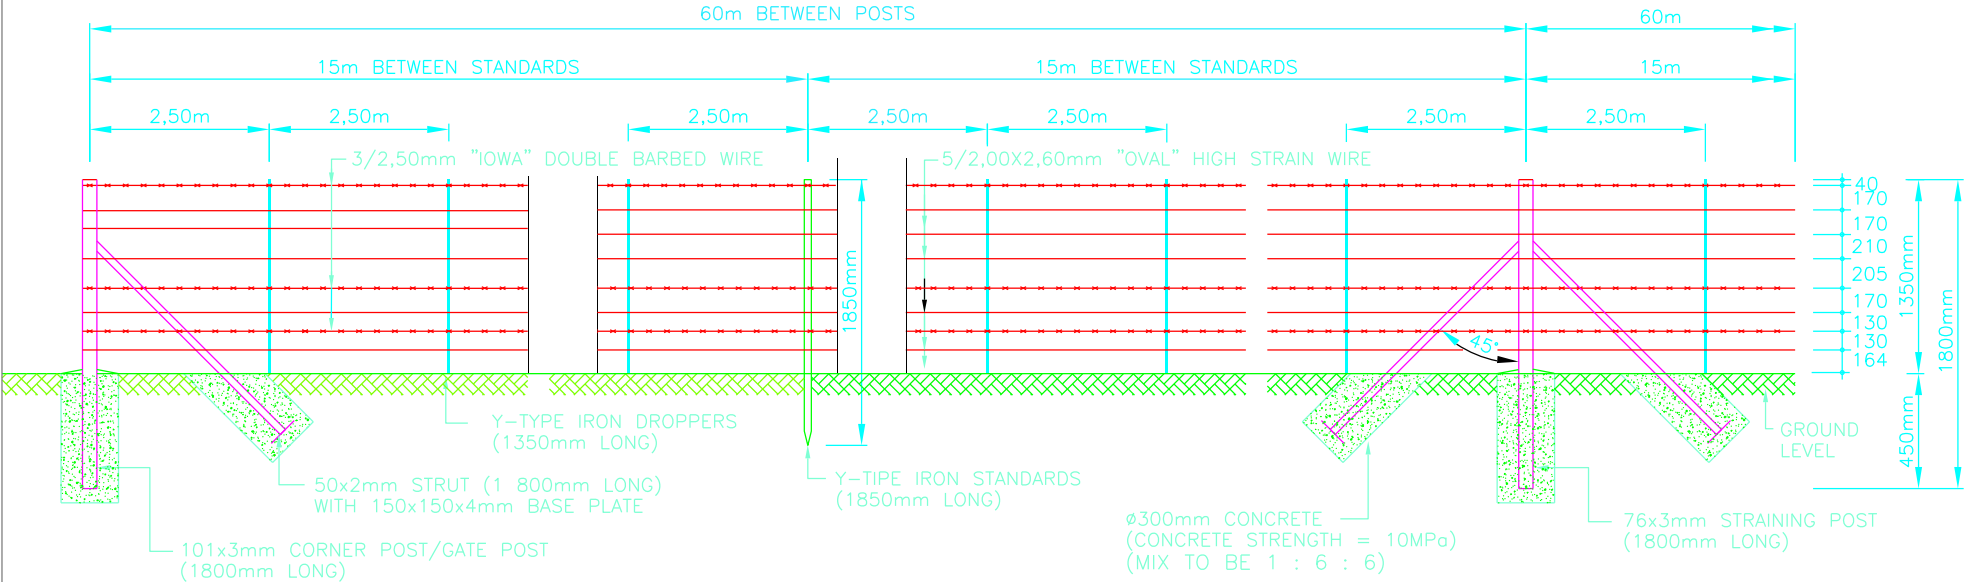 60m BETWEEN POSTS
60m
15m BETWEEN STANDARDS
15m BETWEEN STANDARDS
15m
2,50m
2,50m
2,50m
2,50m
2,50m
2,50m
2,50m
3/2,50mm "IOWA" DOUBLE BARBED WIRE
5/2,00X2,60mm "OVAL" HIGH STRAIN WIRE
40
170
170
210
205
170
130
130
164
1350mm
1800mm
450mm
1850mm
45°
Y-TYPE IRON DROPPERS
(1350mm LONG)
50x2mm STRUT (1 800mm LONG)
WITH 150x150x4mm BASE PLATE
101x3mm CORNER POST/GATE POST
(1800mm LONG)
Y-TIPE IRON STANDARDS
(1850mm LONG)
ø300mm CONCRETE
(CONCRETE STRENGTH = 10MPa)
(MIX TO BE 1 : 6 : 6)
GROUND
LEVEL
76x3mm STRAINING POST
(1800mm LONG)